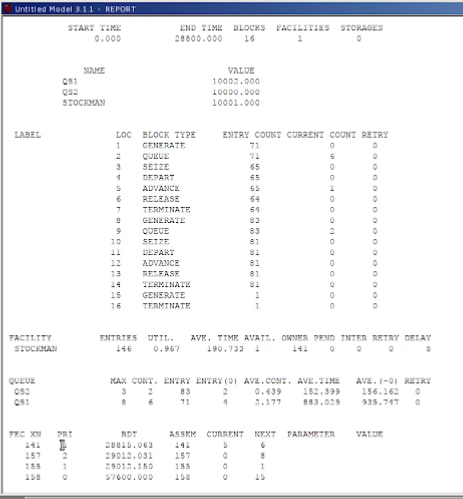 Untitled Model 3.1.1 - REPORT
START TIME END TIME BLOCKS FACILITIES STORAGES
0.000 28800.000 16 1 0
NAME VALUE
QS1 10002.000
QS2 10000.000
STOCKMAN 10001.000
LABEL LOC BLOCK TYPE ENTRY COUNT CURRENT COUNT RETRY
1 GENERATE 71 0 0
2 QUEUE 71 6 0
3 SEIZE 65 0 0
4 DEPART 65 0 0
5 ADVANCE 65 1 0
6 RELEASE 64 0 0
7 TERMINATE 64 0 0
8 GENERATE 83 0 0
9 QUEUE 83 2 0
10 SEIZE 81 0 0
11 DEPART 81 0 0
12 ADVANCE 81 0 0
13 RELEASE 81 0 0
14 TERMINATE 81 0 0
15 GENERATE 1 0 0
16 TERMINATE 1 0 0
FACILITY ENTRIES UTIL. AVE. TIME AVAIL. OWNER PEND INTER RETRY DELAY
STOCKMAN 146 0.967 190.733 1 141 0 0 0 8
QUEUE MAX CONT. ENTRY ENTRY(0) AVE.CONT. AVE.TIME AVE.(-0) RETRY
QS2 3 2 83 2 0.439 152.399 156.162 0
QS1 8 6 71 4 2.177 883.029 935.747 0
FEC XN PRI BDT ASSEM CURRENT NEXT PARAMETER VALUE
141 28815.063 141 5 6
157 2 29012.031 157 0 8
155 1 29012.150 155 0 1
158 0 57600.000 158 0 15